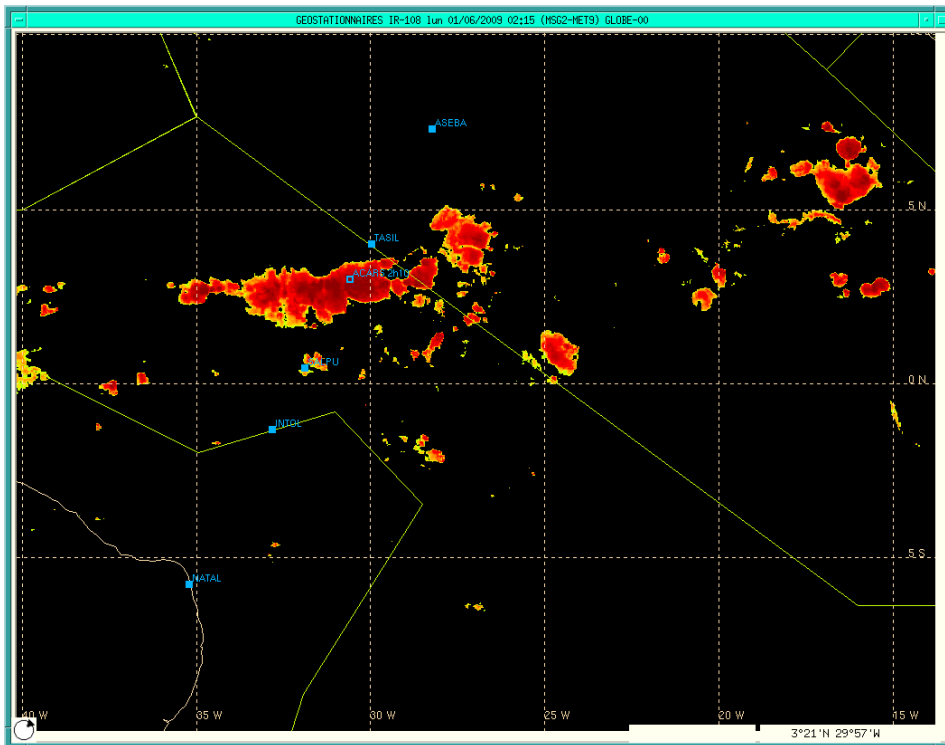 GEOSTATIONNAIRES IR-108 lun 01/06/2009 02:15 (MSG2-MET9) GLOBE-00
ASEBA
5 N
TASIL
ACARS 2h10
0 N
INTOL
5 S
NATAL
40 W
35 W
30 W
25 W
20 W
15 W
3°21'N 29°57'W